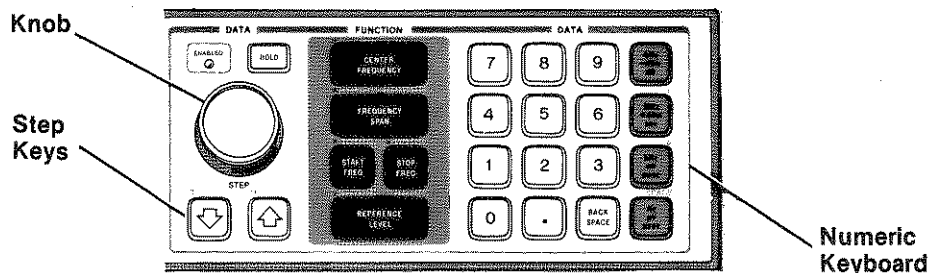 Knob
Step
Keys
DATA
FUNCTION
DATA
ENABLED
HOLD
CENTER
FREQUENCY
7
8
9
FREQUENCY
SPAN
4
5
6
START
FREQ
STOP
FREQ
1
2
3
STEP
REFERENCE
LEVEL
0
.
BACK
SPACE
Numeric
Keyboard